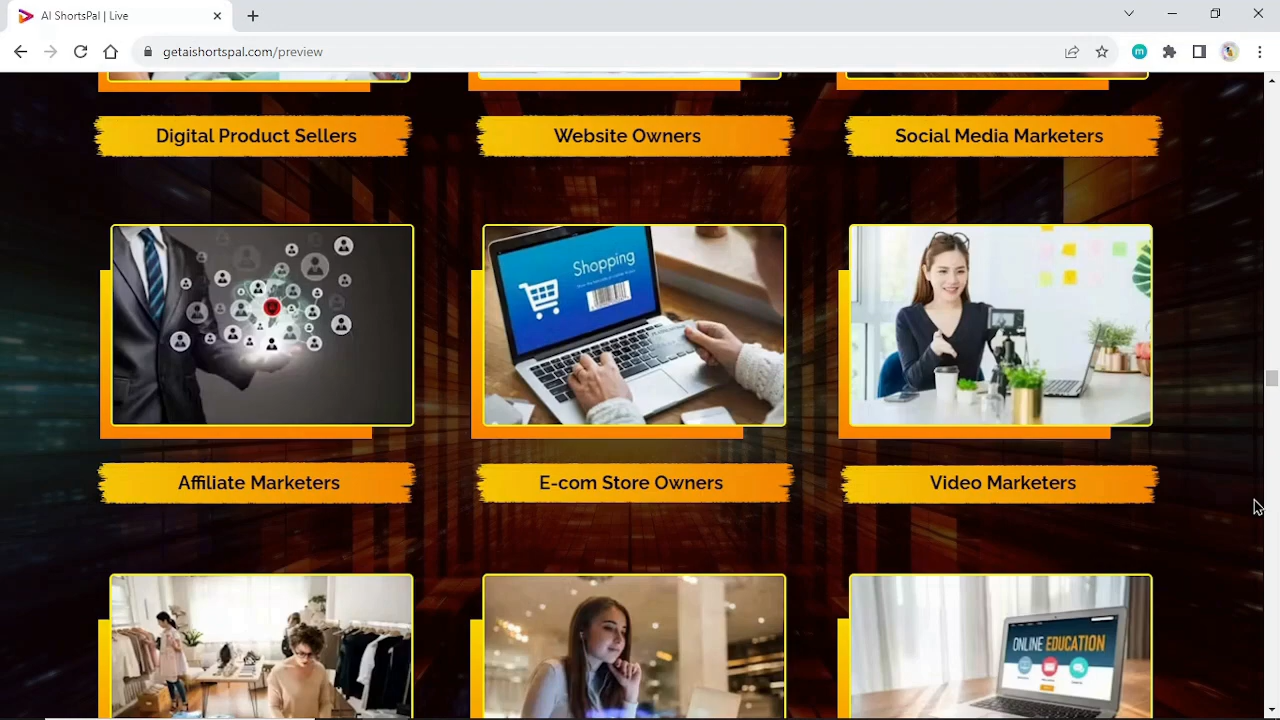 AI ShortsPal | Live
getaishortspal.com/preview
m
Digital Product Sellers
Website Owners
Social Media Marketers
Shopping
Affiliate Marketers
E-com Store Owners
Video Marketers
ONLINE EDUCATION